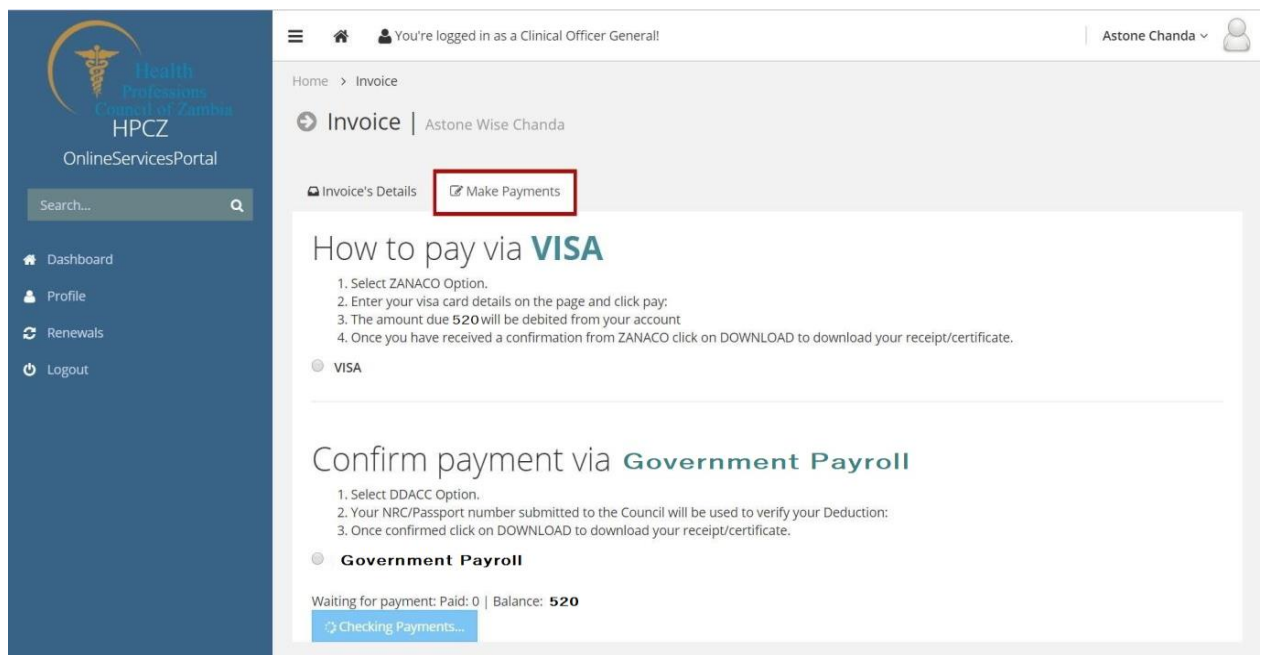 Health
Professions
Council of Zambia
HPCZ
OnlineServicesPortal
Search...
Dashboard
Profile
Renewals
Logout
You're logged in as a Clinical Officer General!
Astone Chanda
Home > Invoice
Invoice | Astone Wise Chanda
Invoice's Details
Make Payments
How to pay via VISA
1. Select ZANACO Option.
2. Enter your visa card details on the page and click pay:
3. The amount due 520 will be debited from your account
4. Once you have received a confirmation from ZANACO click on DOWNLOAD to download your receipt/certificate.
VISA
Confirm payment via Government Payroll
1. Select DDACC Option.
2. Your NRC/Passport number submitted to the Council will be used to verify your Deduction:
3. Once confirmed click on DOWNLOAD to download your receipt/certificate.
Government Payroll
Waiting for payment: Paid: 0 | Balance: 520
Checking Payments...